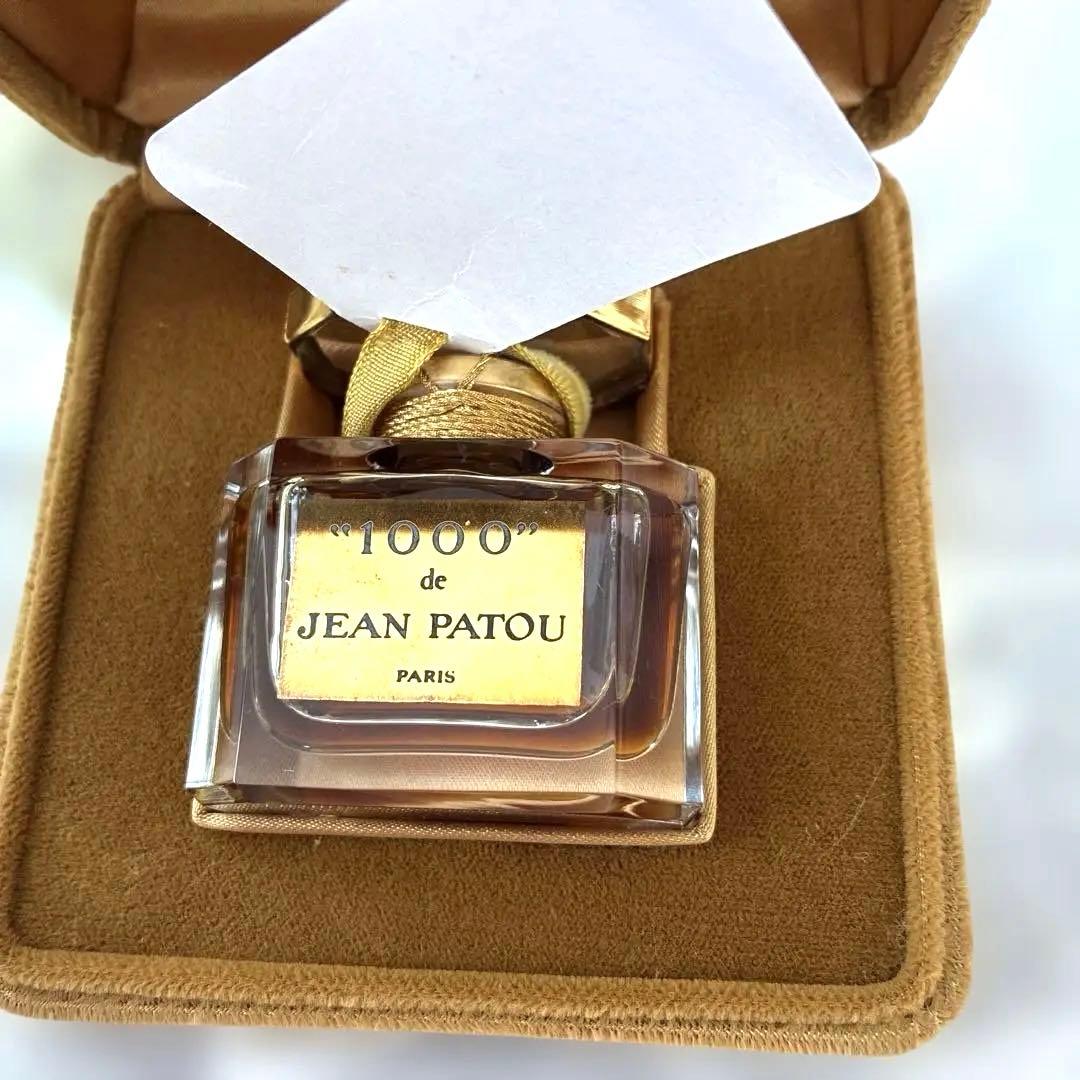 “1000”
de
JEAN PATOU
PARIS